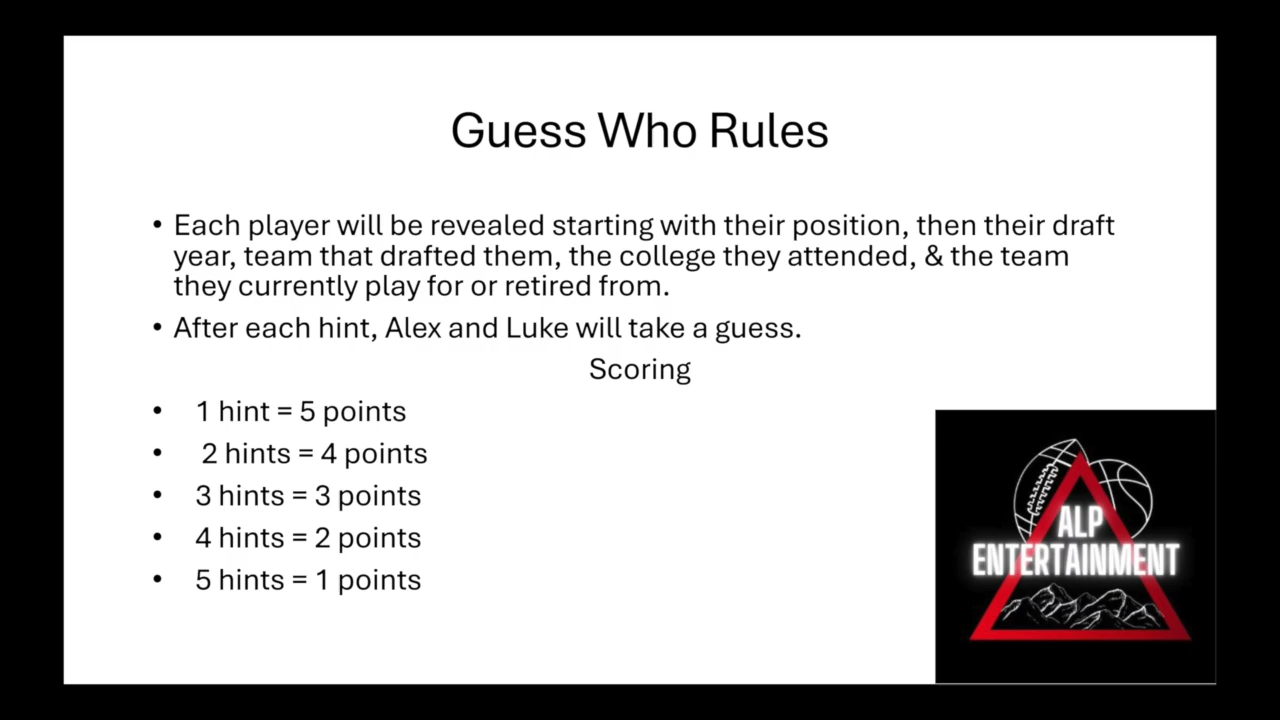 Guess Who Rules
• Each player will be revealed starting with their position, then their draft
year, team that drafted them, the college they attended, & the team
they currently play for or retired from.
• After each hint, Alex and Luke will take a guess.
Scoring
• 1 hint = 5 points
• 2 hints = 4 points
• 3 hints = 3 points
• 4 hints = 2 points
• 5 hints = 1 points
ALP
ENTERTAINMENT